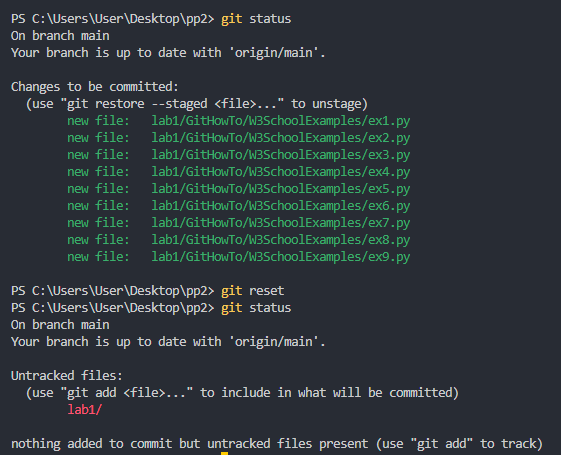 PS C:\Users\User\Desktop\pp2> git status
On branch main
Your branch is up to date with 'origin/main'.
Changes to be committed:
(use "git restore --staged <file>..." to unstage)
new file: lab1/GitHowTo/W3SchoolExamples/ex1.py
new file: lab1/GitHowTo/W3SchoolExamples/ex2.py
new file: lab1/GitHowTo/W3SchoolExamples/ex3.py
new file: lab1/GitHowTo/W3SchoolExamples/ex4.py
new file: lab1/GitHowTo/W3SchoolExamples/ex5.py
new file: lab1/GitHowTo/W3SchoolExamples/ex6.py
new file: lab1/GitHowTo/W3SchoolExamples/ex7.py
new file: lab1/GitHowTo/W3SchoolExamples/ex8.py
new file: lab1/GitHowTo/W3SchoolExamples/ex9.py
PS C:\Users\User\Desktop\pp2> git reset
PS C:\Users\User\Desktop\pp2> git status
On branch main
Your branch is up to date with 'origin/main'.
Untracked files:
(use "git add <file>..." to include in what will be committed)
lab1/
nothing added to commit but untracked files present (use "git add" to track)